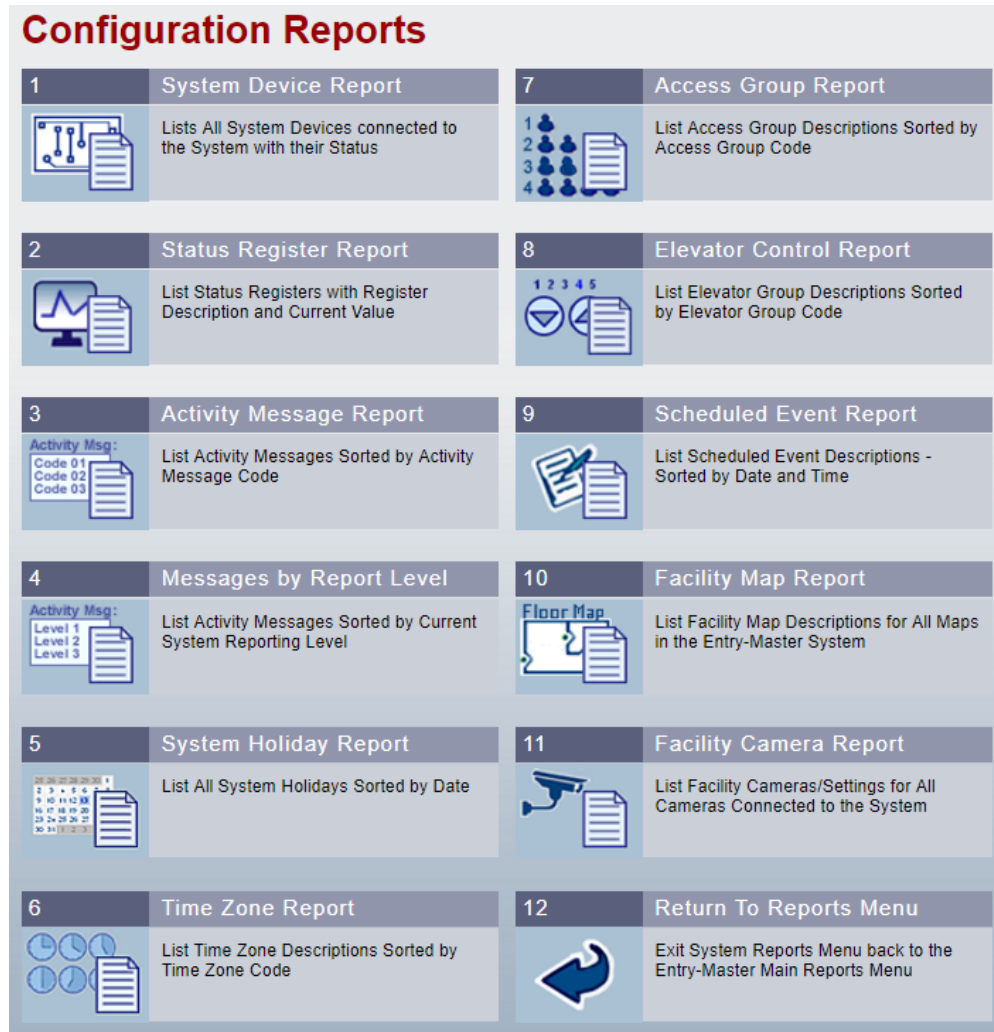 Configuration Reports
1 System Device Report
Lists All System Devices connected to
the System with their Status
2 Status Register Report
List Status Registers with Register
Description and Current Value
3 Activity Message Report
Activity Msg:
Code 01
Code 02
Code 03
List Activity Messages Sorted by Activity
Message Code
4 Messages by Report Level
Activity Msg:
Level 1
Level 2
Level 3
List Activity Messages Sorted by Current
System Reporting Level
5 System Holiday Report
List All System Holidays Sorted by Date
6 Time Zone Report
List Time Zone Descriptions Sorted by
Time Zone Code
7 Access Group Report
1
2
3
4
List Access Group Descriptions Sorted by
Access Group Code
8 Elevator Control Report
1 2 3 4 5
List Elevator Group Descriptions Sorted
by Elevator Group Code
9 Scheduled Event Report
List Scheduled Event Descriptions -
Sorted by Date and Time
10 Facility Map Report
Floor Map
List Facility Map Descriptions for All Maps
in the Entry-Master System
11 Facility Camera Report
List Facility Cameras/Settings for All
Cameras Connected to the System
12 Return To Reports Menu
Exit System Reports Menu back to the
Entry-Master Main Reports Menu